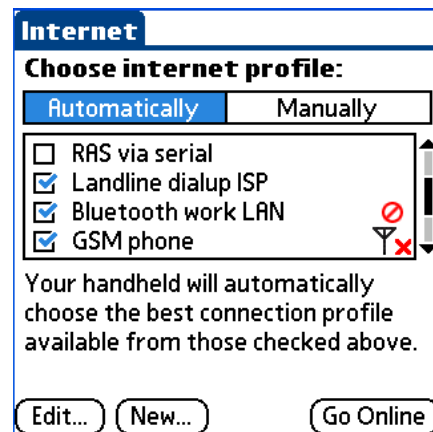 Internet
Choose internet profile:
Automatically Manually
RAS via serial
Landline dialup ISP
Bluetooth work LAN
GSM phone
Your handheld will automatically
choose the best connection profile
available from those checked above.
Edit... New... Go Online